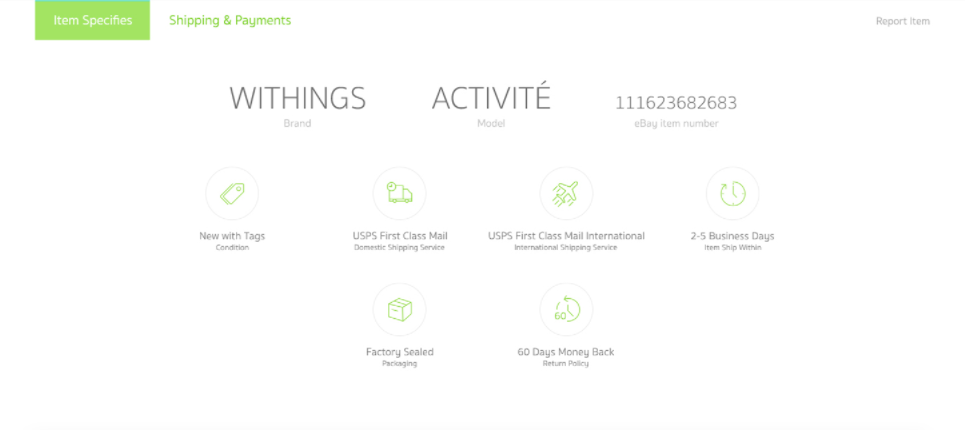 Item Specifies
Shipping & Payments
Report Item
WITHINGS
Brand
ACTIVITÉ
Model
111623682683
eBay item number
New with Tags
Condition
USPS First Class Mail
Domestic Shipping Service
USPS First Class Mail International
International Shipping Service
2-5 Business Days
Item Ship Within
Factory Sealed
Packaging
60
60 Days Money Back
Return Policy